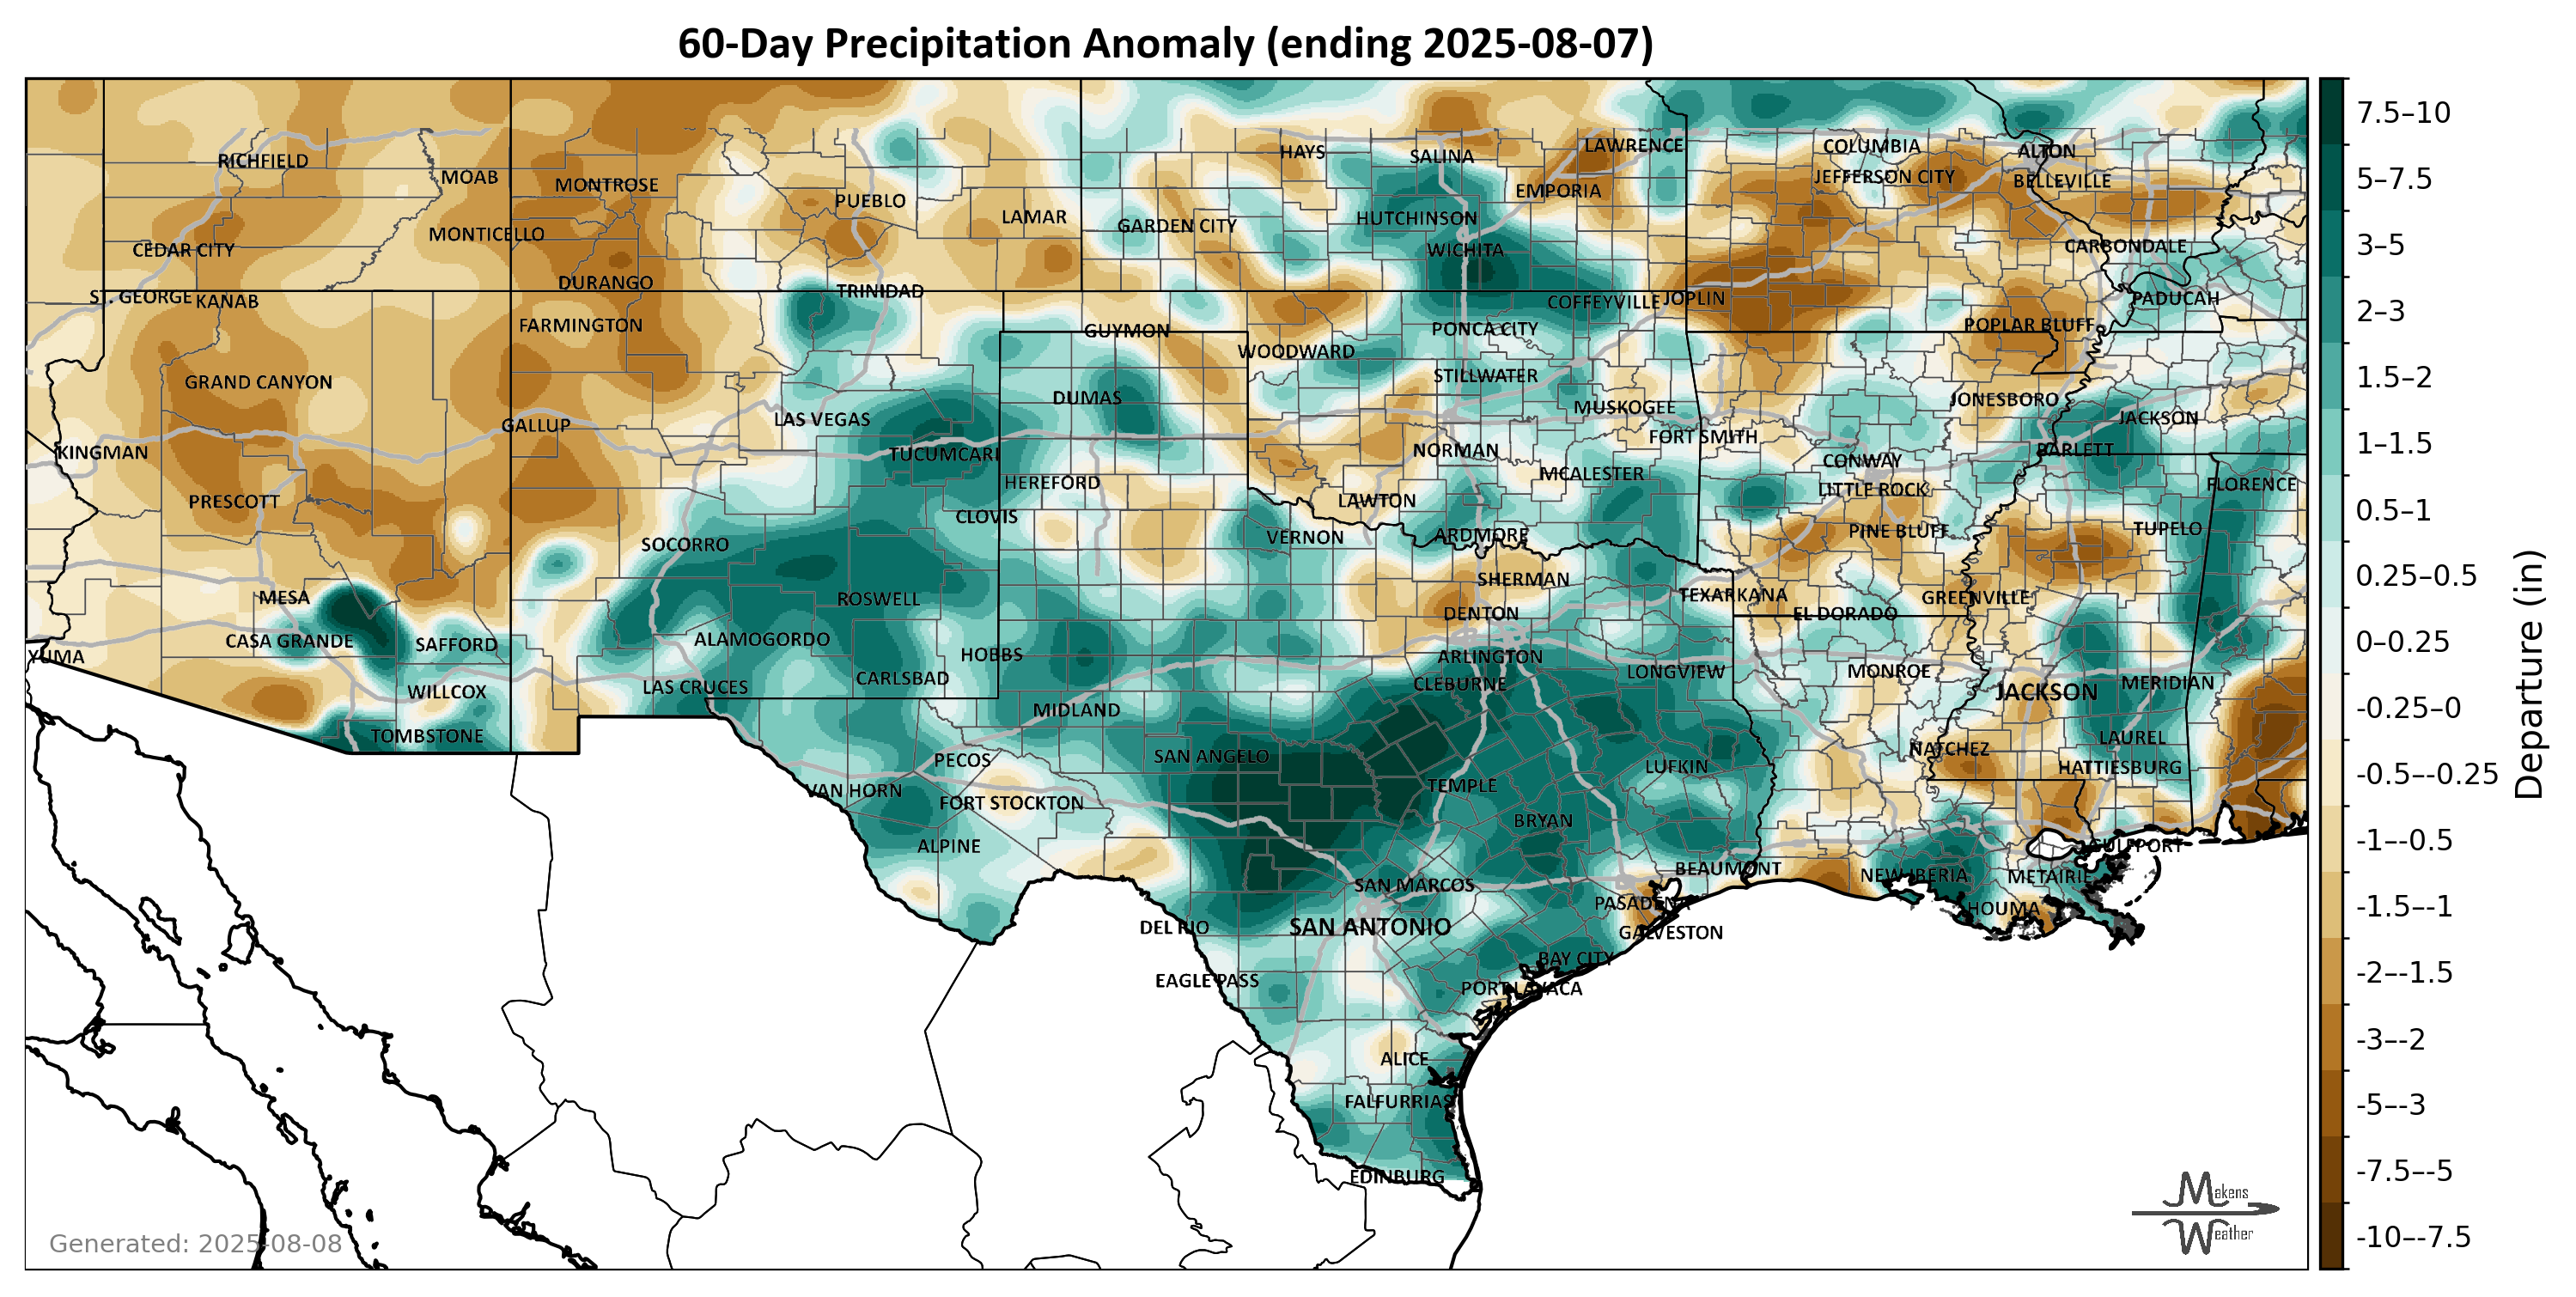 60-Day Precipitation Anomaly (ending 2025-08-07)
RICHFIELD
MOAB
MONTROSE
PUEBLO
LAMAR
HAYS
SALINA
LAWRENCE
EMPORIA
COLUMBIA
ALTON
JEFFERSON CITY
BELLEVILLE
MONTICELLO
CEDAR CITY
GARDEN CITY
HUTCHINSON
WICHITA
CARBONDALE
DURANGO
TRINIDAD
ST. GEORGE
KANAB
COFFEYVILLE
JOPLIN
PADUCAH
FARMINGTON
GUYMON
PONCA CITY
POPLAR BLUFF
WOODWARD
GRAND CANYON
STILLWATER
DUMAS
MUSKOGEE
JONESBORO
JACKSON
GALLUP
LAS VEGAS
FORT SMITH
KINGMAN
TUCUMCARI
NORMAN
BARLETT
CONWAY
HEREFORD
MCALESTER
LITTLE ROCK
FLORENCE
PRESCOTT
LAWTON
CLOVIS
VERNON
ARDMORE
PINE BLUFF
TUPELO
SOCORRO
SHERMAN
MESA
ROSWELL
DENTON
TEXARKANA
EL DORADO
GREENVILLE
CASA GRANDE
SAFFORD
ALAMOGORDO
YUMA
HOBBS
ARLINGTON
LONGVIEW
MONROE
WILLCOX
LAS CRUCES
CARLSBAD
CLEBURNE
JACKSON
MERIDIAN
MIDLAND
TOMBSTONE
LAUREL
PECOS
SAN ANGELO
NATCHEZ
LUFKIN
HATTIESBURG
VAN HORN
FORT STOCKTON
TEMPLE
BRYAN
ALPINE
GULFPORT
BEAUMONT
SAN MARCOS
NEW IBERIA
METAIRIE
PASADENA
HOUMA
DEL RIO
SAN ANTONIO
GALVESTON
BAY CITY
EAGLE PASS
PORT LAVACA
ALICE
FALFURRIAS
EDINBURG
Generated: 2025-08-08
Makens
Weather
7.5–10
5–7.5
3–5
2–3
1.5–2
1–1.5
0.5–1
0.25–0.5
0–0.25
-0.25–0
-0.5–-0.25
-1–-0.5
-1.5–-1
-2–-1.5
-3–-2
-5–-3
-7.5–-5
-10–-7.5
Departure (in)